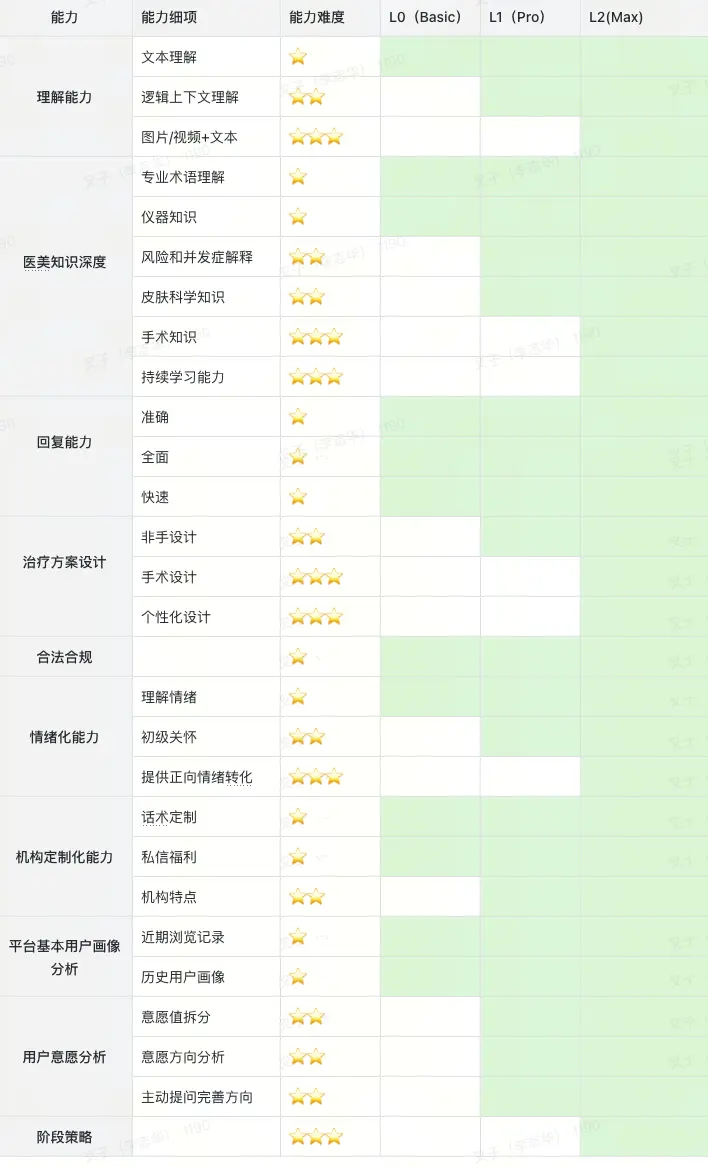 能力 能力细项 能力难度 L0（Basic） L1（Pro） L2(Max)
理解能力
文本理解
逻辑上下文理解
图片/视频+文本
医美知识深度
专业术语理解
仪器知识
风险和并发症解释
皮肤科学知识
手术知识
持续学习能力
回复能力
准确
全面
快速
治疗方案设计
非手设计
手术设计
个性化设计
合法合规
情绪化能力
理解情绪
初级关怀
提供正向情绪转化
机构定制化能力
话术定制
私信福利
机构特点
平台基本用户画像
分析
近期浏览记录
历史用户画像
用户意愿分析
意愿值拆分
意愿方向分析
主动提问完善方向
阶段策略